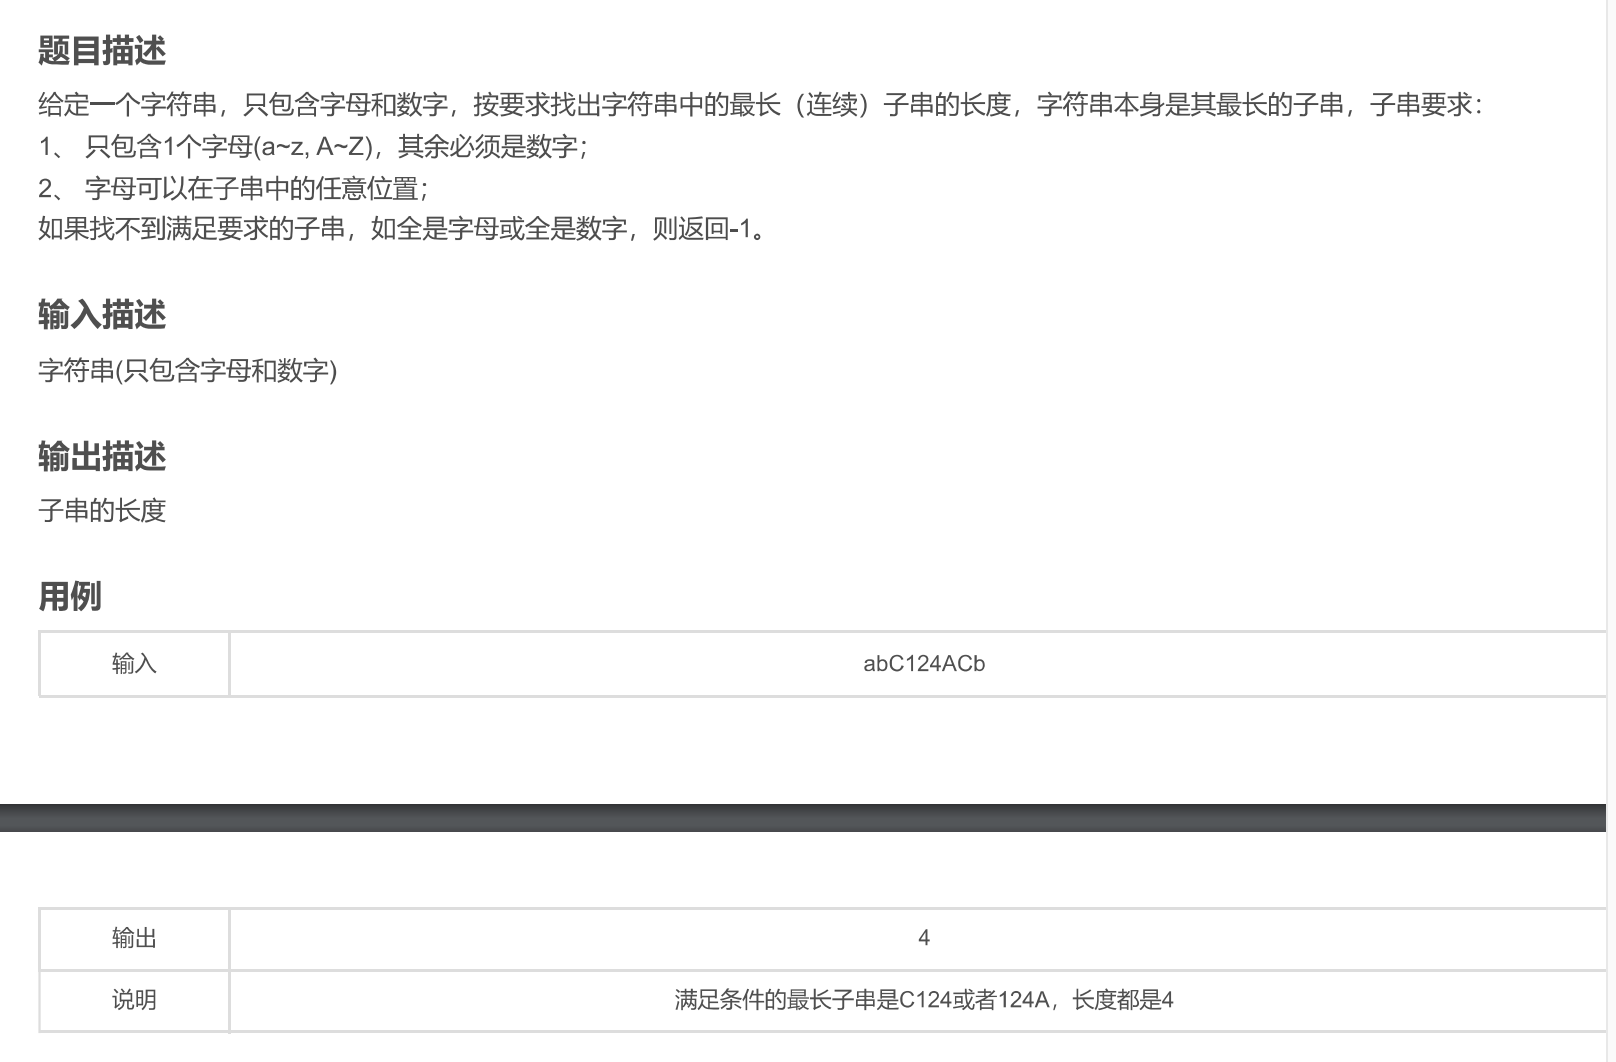 题目描述
给定一个字符串，只包含字母和数字，按要求找出字符串中的最长（连续）子串的长度，字符串本身是其最长的子串，子串要求：
1、 只包含1个字母(a~z, A~Z)，其余必须是数字；
2、 字母可以在子串中的任意位置；
如果找不到满足要求的子串，如全是字母或全是数字，则返回-1。
输入描述
字符串(只包含字母和数字)
输出描述
子串的长度
用例
输入 abC124ACb
输出 4
说明 满足条件的最长子串是C124或者124A，长度都是4